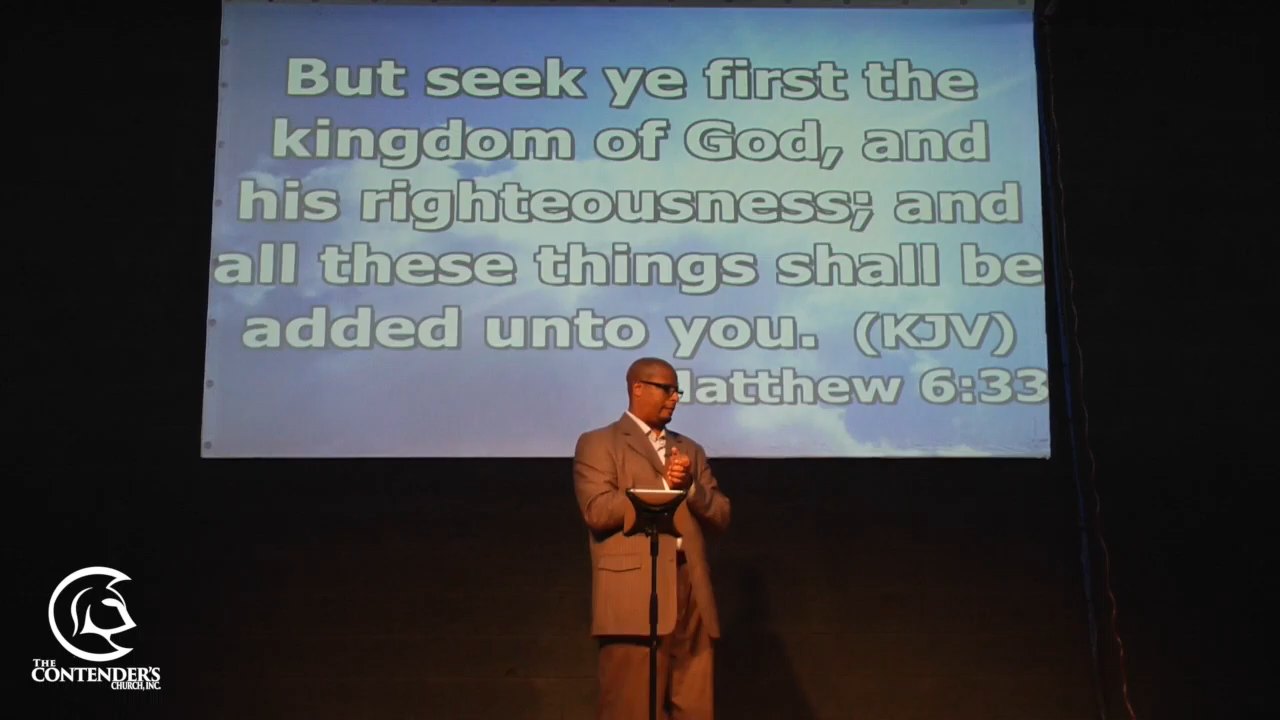 But seek ye first the
kingdom of God, and
his righteousness; and
all these things shall be
added unto you. (KJV)
Matthew 6:33
THE
CONTENDER'S
CHURCH, INC.